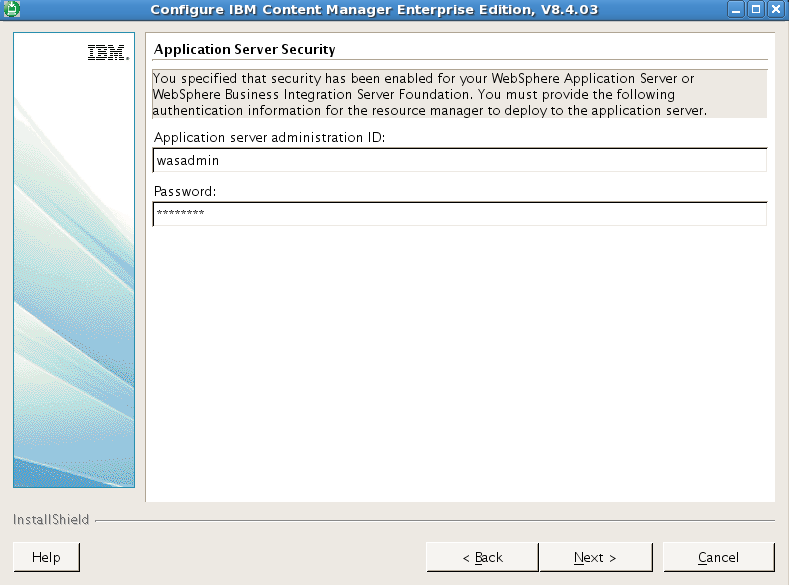 Configure IBM Content Manager Enterprise Edition, V8.4.03
IBM.
Application Server Security
You specified that security has been enabled for your WebSphere Application Server or
WebSphere Business Integration Server Foundation. You must provide the following
authentication information for the resource manager to deploy to the application server.
Application server administration ID:
wasadmin
Password:
********
InstallShield
Help
< Back
Next >
Cancel